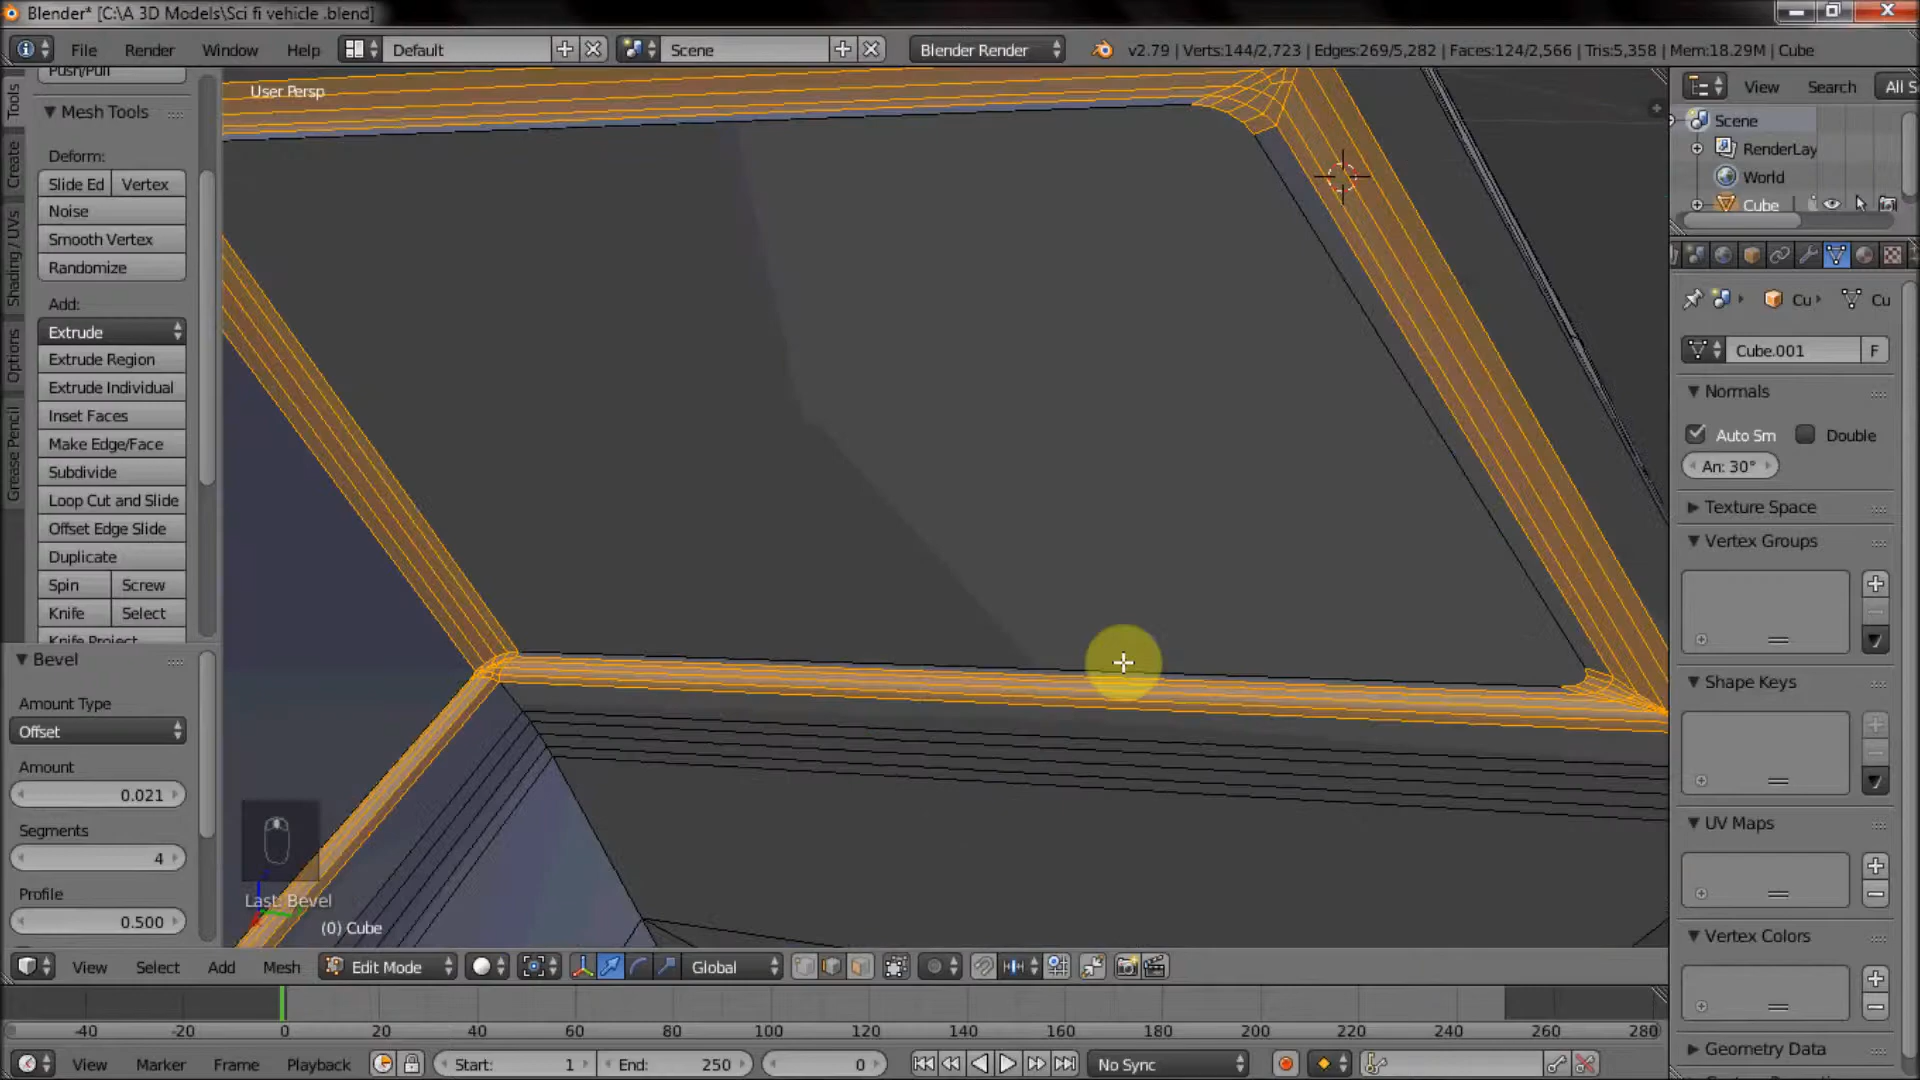 Blender* [C:\A 3D Models\Sci fi vehicle .blend]
File Render Window Help Default Scene Blender Render v2.79 | Verts:144/2,723 | Edges:269/5,282 | Faces:124/2,566 | Tris:5,358 | Mem:18.29M | Cube
Push/Pull
User Persp
View Search All S
Tools
Create
Shading / UVs
Options
Grease Pencil
Mesh Tools
Deform:
Slide Ed Vertex
Noise
Smooth Vertex
Randomize
Add:
Extrude
Extrude Region
Extrude Individual
Inset Faces
Make Edge/Face
Subdivide
Loop Cut and Slide
Offset Edge Slide
Duplicate
Spin Screw
Knife Select
Knife Project
Bevel
Amount Type
Offset
Amount
0.021
Segments
4
Profile
0.500
Last: Bevel
(0) Cube
Scene
RenderLay
World
Cube
Cu Cu
Cube.001 F
Normals
Auto Sm Double
An: 30°
Texture Space
Vertex Groups
Shape Keys
UV Maps
Vertex Colors
Geometry Data
View Select Add Mesh Edit Mode Global
-40 -20 0 20 40 60 80 100 120 140 160 180 200 220 240 260 280
View Marker Frame Playback Start: 1 End: 250 0 No Sync